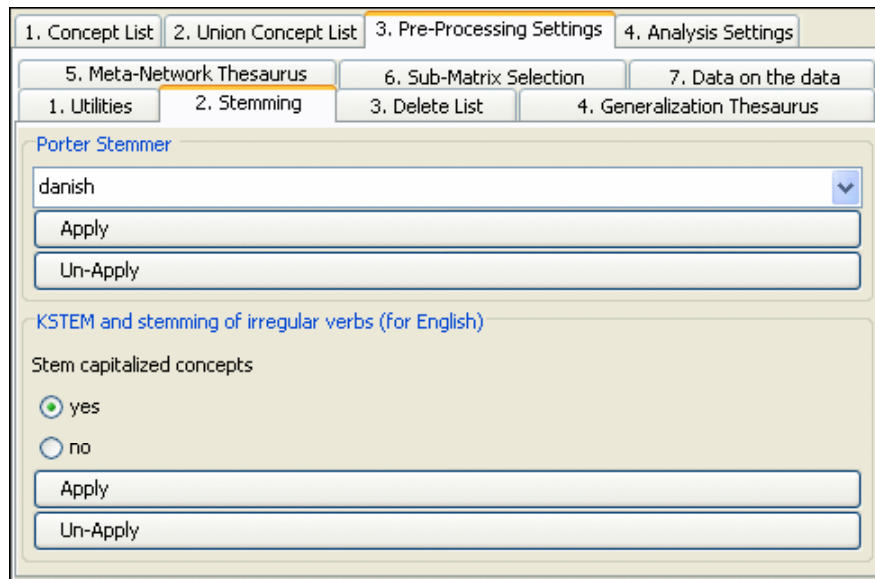 1. Concept List 2. Union Concept List 3. Pre-Processing Settings 4. Analysis Settings
5. Meta-Network Thesaurus 6. Sub-Matrix Selection 7. Data on the data
1. Utilities 2. Stemming 3. Delete List 4. Generalization Thesaurus
Porter Stemmer
danish
Apply
Un-Apply
KSTEM and stemming of irregular verbs (for English)
Stem capitalized concepts
yes
no
Apply
Un-Apply